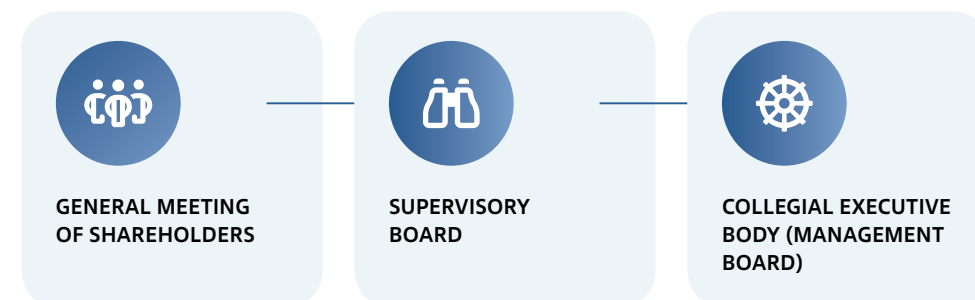 GENERAL MEETING
OF SHAREHOLDERS
SUPERVISORY
BOARD
COLLEGIAL EXECUTIVE
BODY (MANAGEMENT
BOARD)